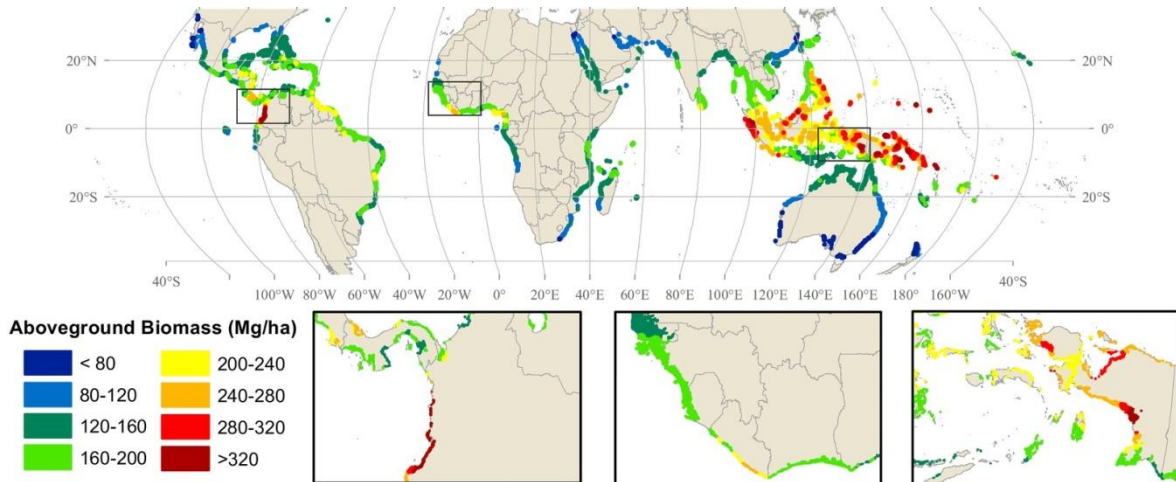 20°N 20°N
0° 0°
20°S 20°S
40°S 40°S
100°W 80°W 60°W 40°W 20°W 0° 20°E 40°E 60°E 80°E 100°E 120°E 140°E 160°E 180° 160°W
Aboveground Biomass (Mg/ha)
< 80 200-240
80-120 240-280
120-160 280-320
160-200 >320